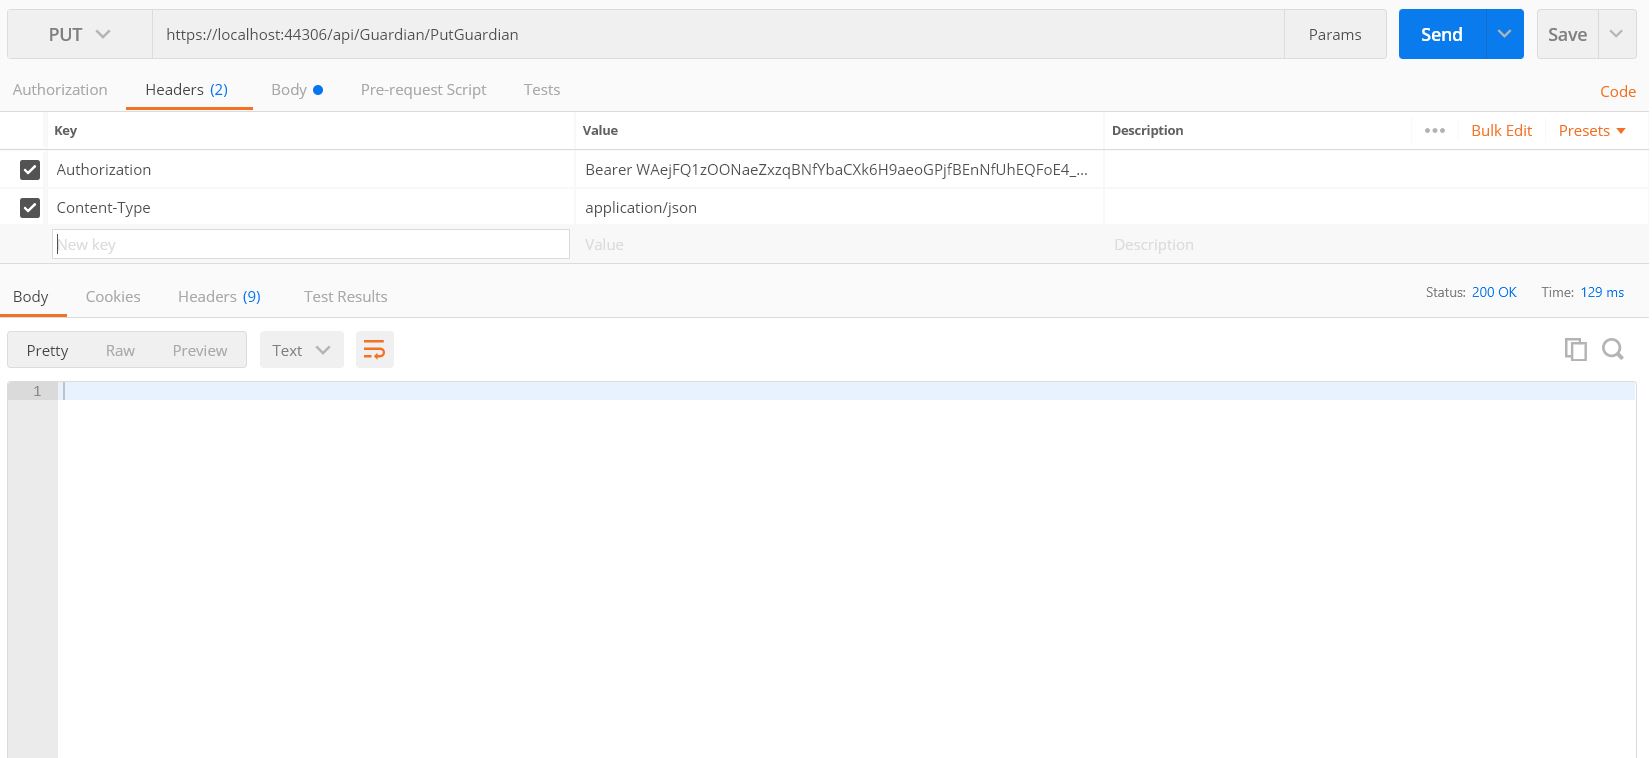 PUT https://localhost:44306/api/Guardian/PutGuardian Params Send Save
Authorization Headers (2) Body Pre-request Script Tests Code
Key Value Description ••• Bulk Edit Presets
Authorization Bearer WAejFQ1zOONaeZxzqBNfYbaCXk6H9aeoGPjfBEnNfUhEQFoE4_...
Content-Type application/json
New key Value Description
Body Cookies Headers (9) Test Results Status: 200 OK Time: 129 ms
Pretty Raw Preview Text
1